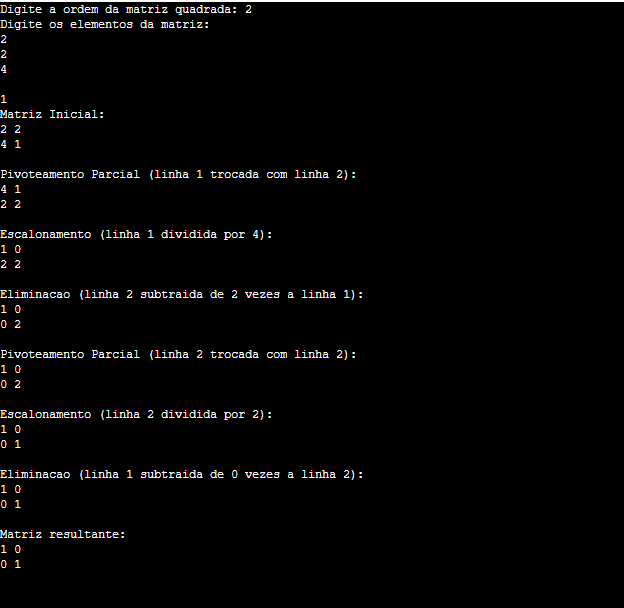 Digite a ordem da matriz quadrada: 2
Digite os elementos da matriz:
2
2
4
1
Matriz Inicial:
2 2
4 1
Pivoteamento Parcial (linha 1 trocada com linha 2):
4 1
2 2
Escalonamento (linha 1 dividida por 4):
1 0
2 2
Eliminacao (linha 2 subtraida de 2 vezes a linha 1):
1 0
0 2
Pivoteamento Parcial (linha 2 trocada com linha 2):
1 0
0 2
Escalonamento (linha 2 dividida por 2):
1 0
0 1
Eliminacao (linha 1 subtraida de 0 vezes a linha 2):
1 0
0 1
Matriz resultante:
1 0
0 1